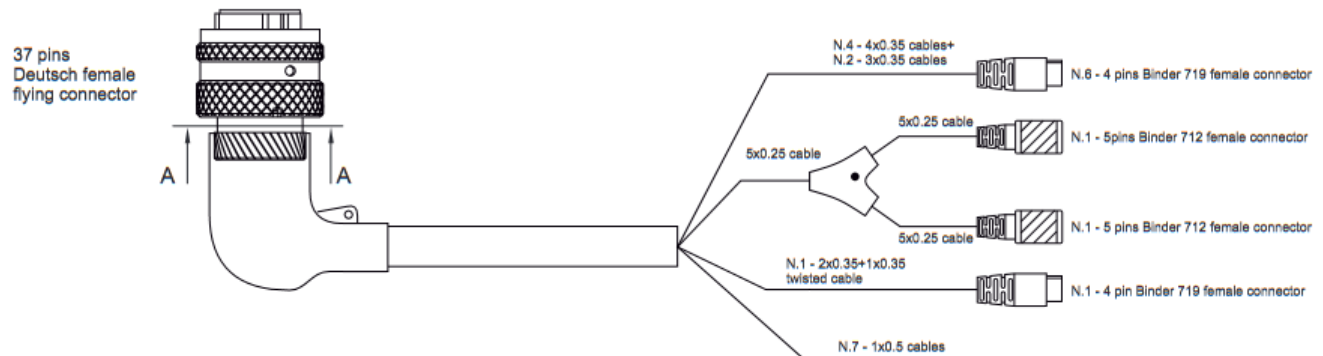 37 pins
Deutsch female
flying connector
A
A
N.4 - 4x0.35 cables+
N.2 - 3x0.35 cables
N.6 - 4 pins Binder 719 female connector
5x0.25 cable
N.1 - 5pins Binder 712 female connector
5x0.25 cable
5x0.25 cable
N.1 - 5 pins Binder 712 female connector
N.1 - 2x0.35+1x0.35
twisted cable
N.1 - 4 pin Binder 719 female connector
N.7 - 1x0.5 cables